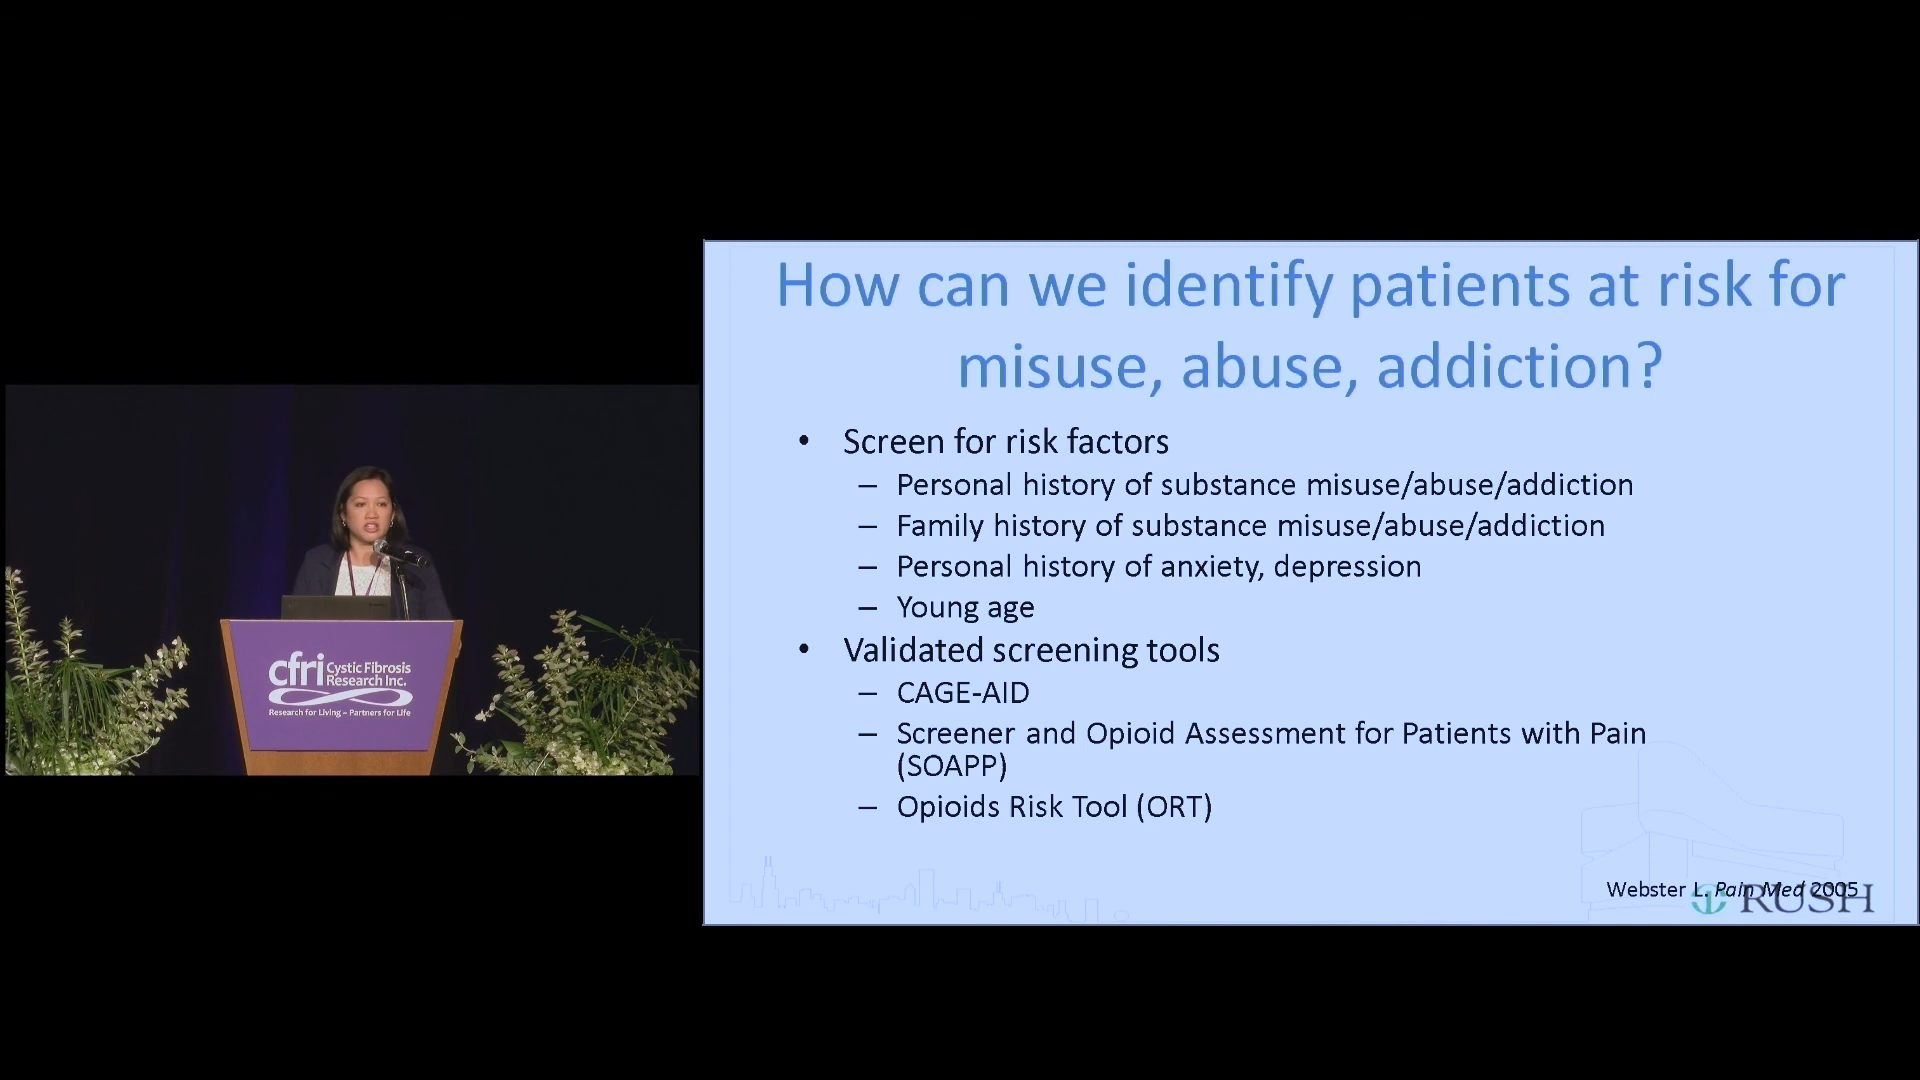 How can we identify patients at risk for
misuse, abuse, addiction?
• Screen for risk factors
– Personal history of substance misuse/abuse/addiction
– Family history of substance misuse/abuse/addiction
– Personal history of anxiety, depression
– Young age
• Validated screening tools
– CAGE-AID
– Screener and Opioid Assessment for Patients with Pain
(SOAPP)
– Opioids Risk Tool (ORT)
Webster L. Pain Med 2005
RUSH
cfri Cystic Fibrosis
Research Inc.
Research for Living ~ Partners for Life